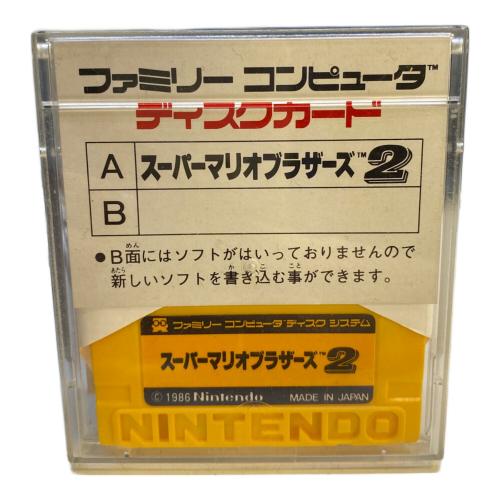 ファミリー コンピュータ™
ディスクカード
A スーパーマリオブラザーズ™2
B
●B面にはソフトがはいっておりませんので
新しいソフトを書き込む事ができます。
ファミリー コンピュータ ディスク システム
スーパーマリオブラザーズ™2
©1986 Nintendo MADE IN JAPAN
NINTENDO